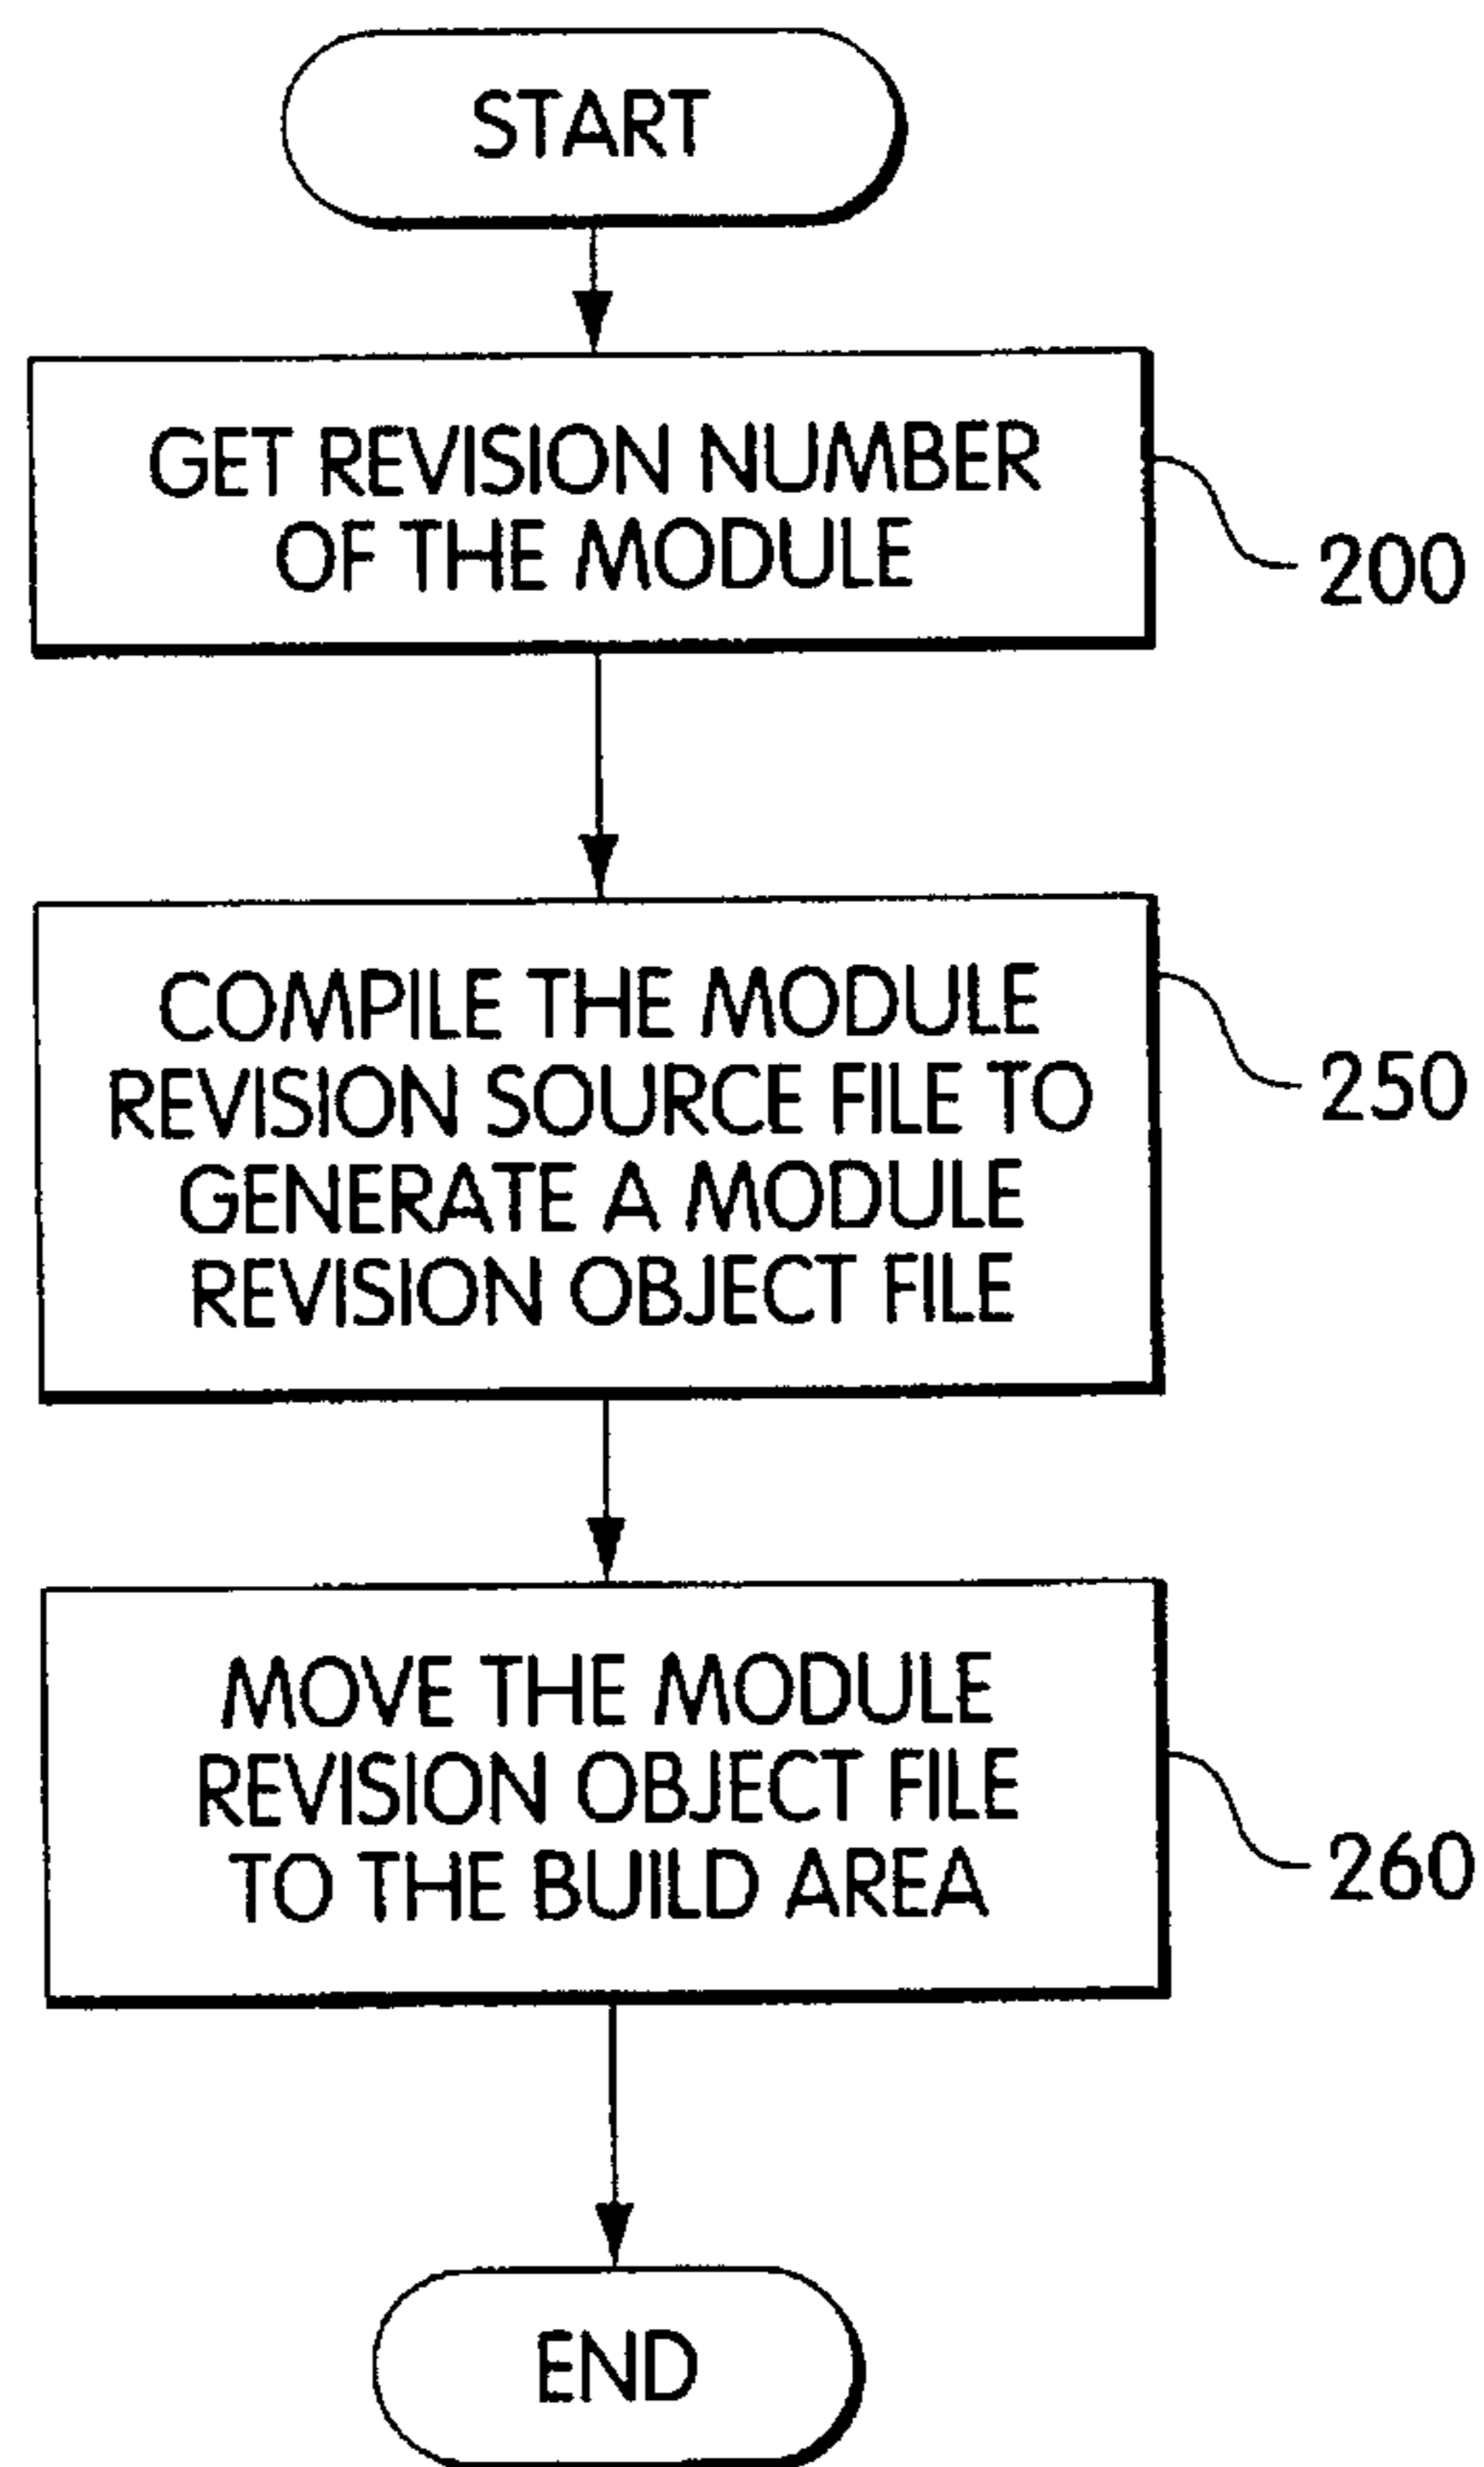 START
GET REVISION NUMBER
OF THE MODULE
200
COMPILE THE MODULE
REVISION SOURCE FILE TO
GENERATE A MODULE
REVISION OBJECT FILE
250
MOVE THE MODULE
REVISION OBJECT FILE
TO THE BUILD AREA
260
END